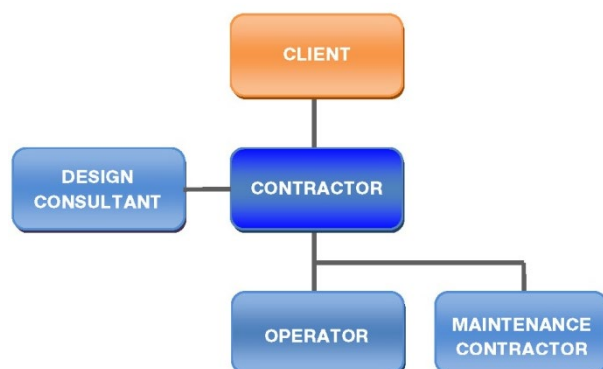 CLIENT
DESIGN
CONSULTANT
CONTRACTOR
OPERATOR
MAINTENANCE
CONTRACTOR